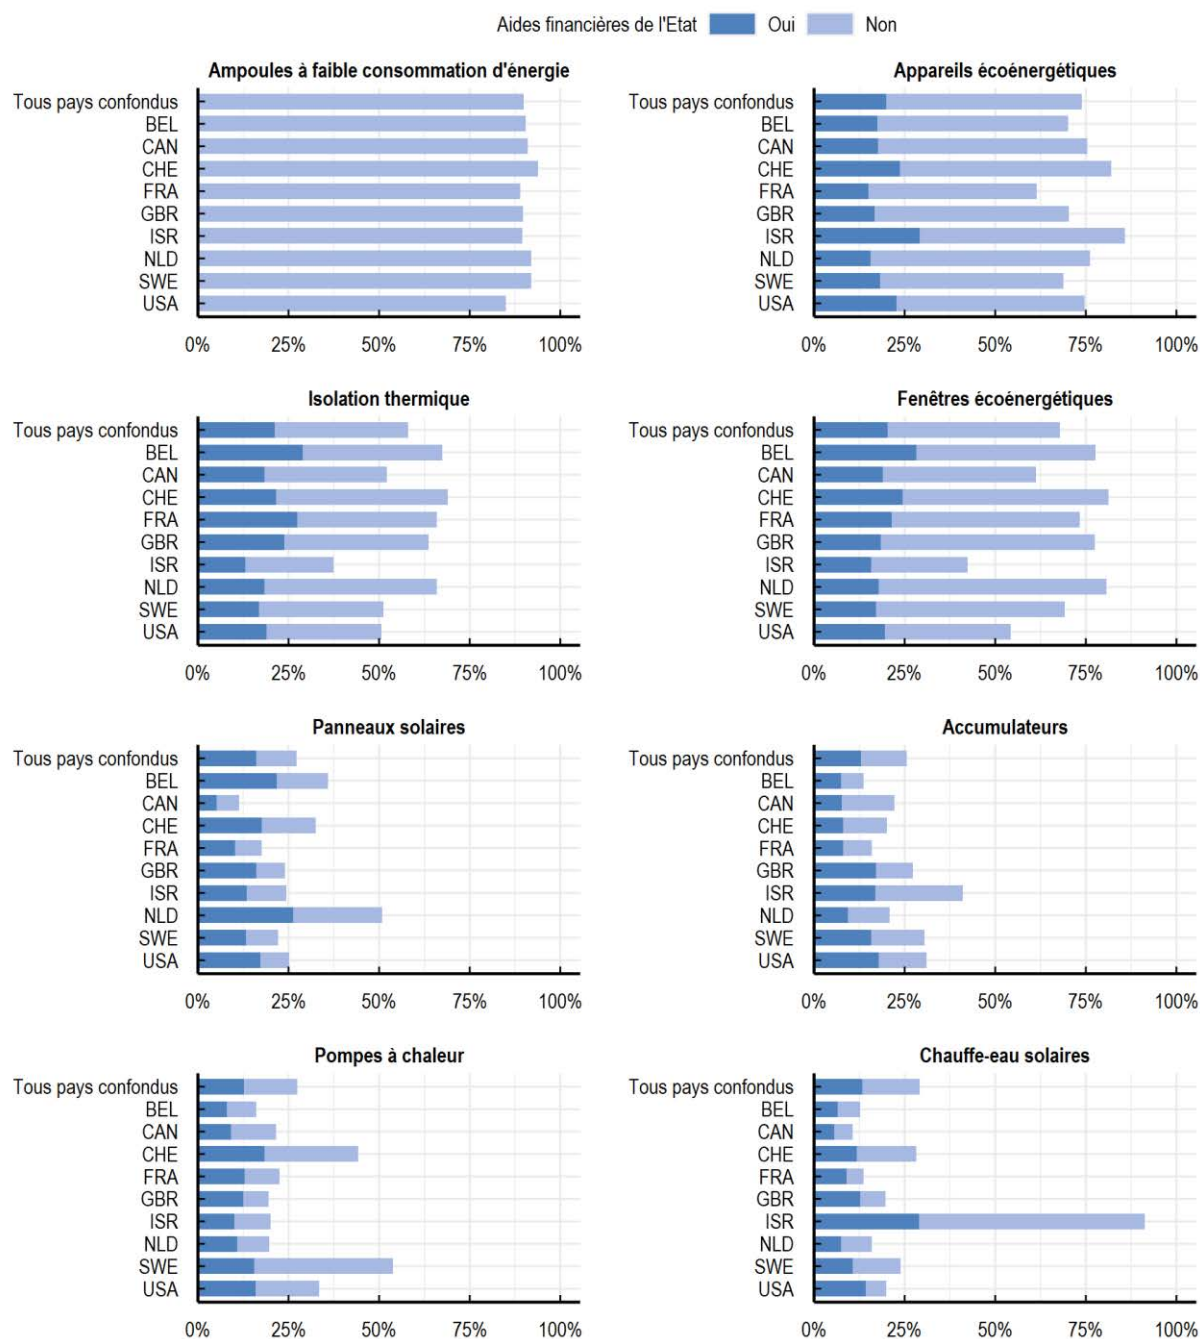 Aides financières de l'Etat Oui Non
Ampoules à faible consommation d'énergie
Tous pays confondus
BEL
CAN
CHE
FRA
GBR
ISR
NLD
SWE
USA
0% 25% 50% 75% 100%
Appareils écoénergétiques
Tous pays confondus
BEL
CAN
CHE
FRA
GBR
ISR
NLD
SWE
USA
0% 25% 50% 75% 100%
Isolation thermique
Tous pays confondus
BEL
CAN
CHE
FRA
GBR
ISR
NLD
SWE
USA
0% 25% 50% 75% 100%
Fenêtres écoénergétiques
Tous pays confondus
BEL
CAN
CHE
FRA
GBR
ISR
NLD
SWE
USA
0% 25% 50% 75% 100%
Panneaux solaires
Tous pays confondus
BEL
CAN
CHE
FRA
GBR
ISR
NLD
SWE
USA
0% 25% 50% 75% 100%
Accumulateurs
Tous pays confondus
BEL
CAN
CHE
FRA
GBR
ISR
NLD
SWE
USA
0% 25% 50% 75% 100%
Pompes à chaleur
Tous pays confondus
BEL
CAN
CHE
FRA
GBR
ISR
NLD
SWE
USA
0% 25% 50% 75% 100%
Chauffe-eau solaires
Tous pays confondus
BEL
CAN
CHE
FRA
GBR
ISR
NLD
SWE
USA
0% 25% 50% 75% 100%